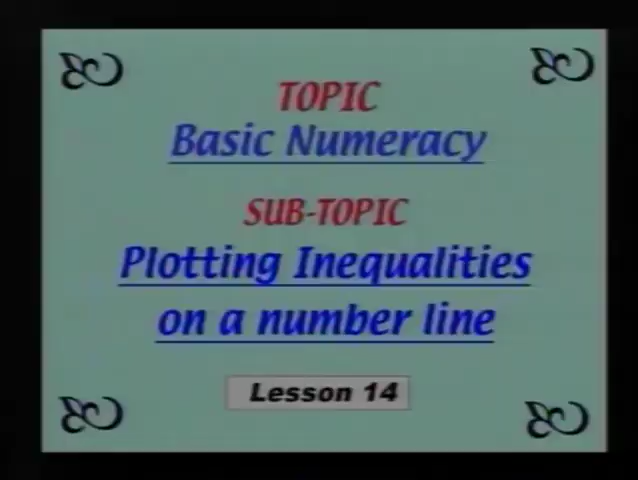 TOPIC
Basic Numeracy
SUB-TOPIC
Plotting Inequalities
on a number line
Lesson 14